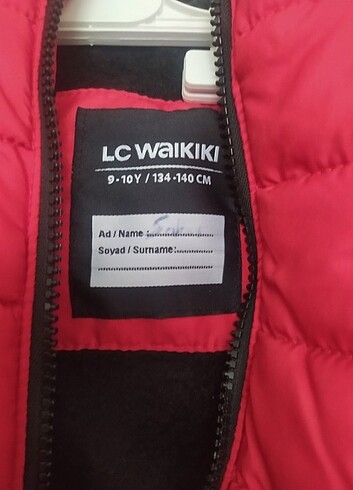 LC WAIKIKI
9-10Y / 134-140 CM
Ad / Name :..................
Soyad / Surname:............
....................................